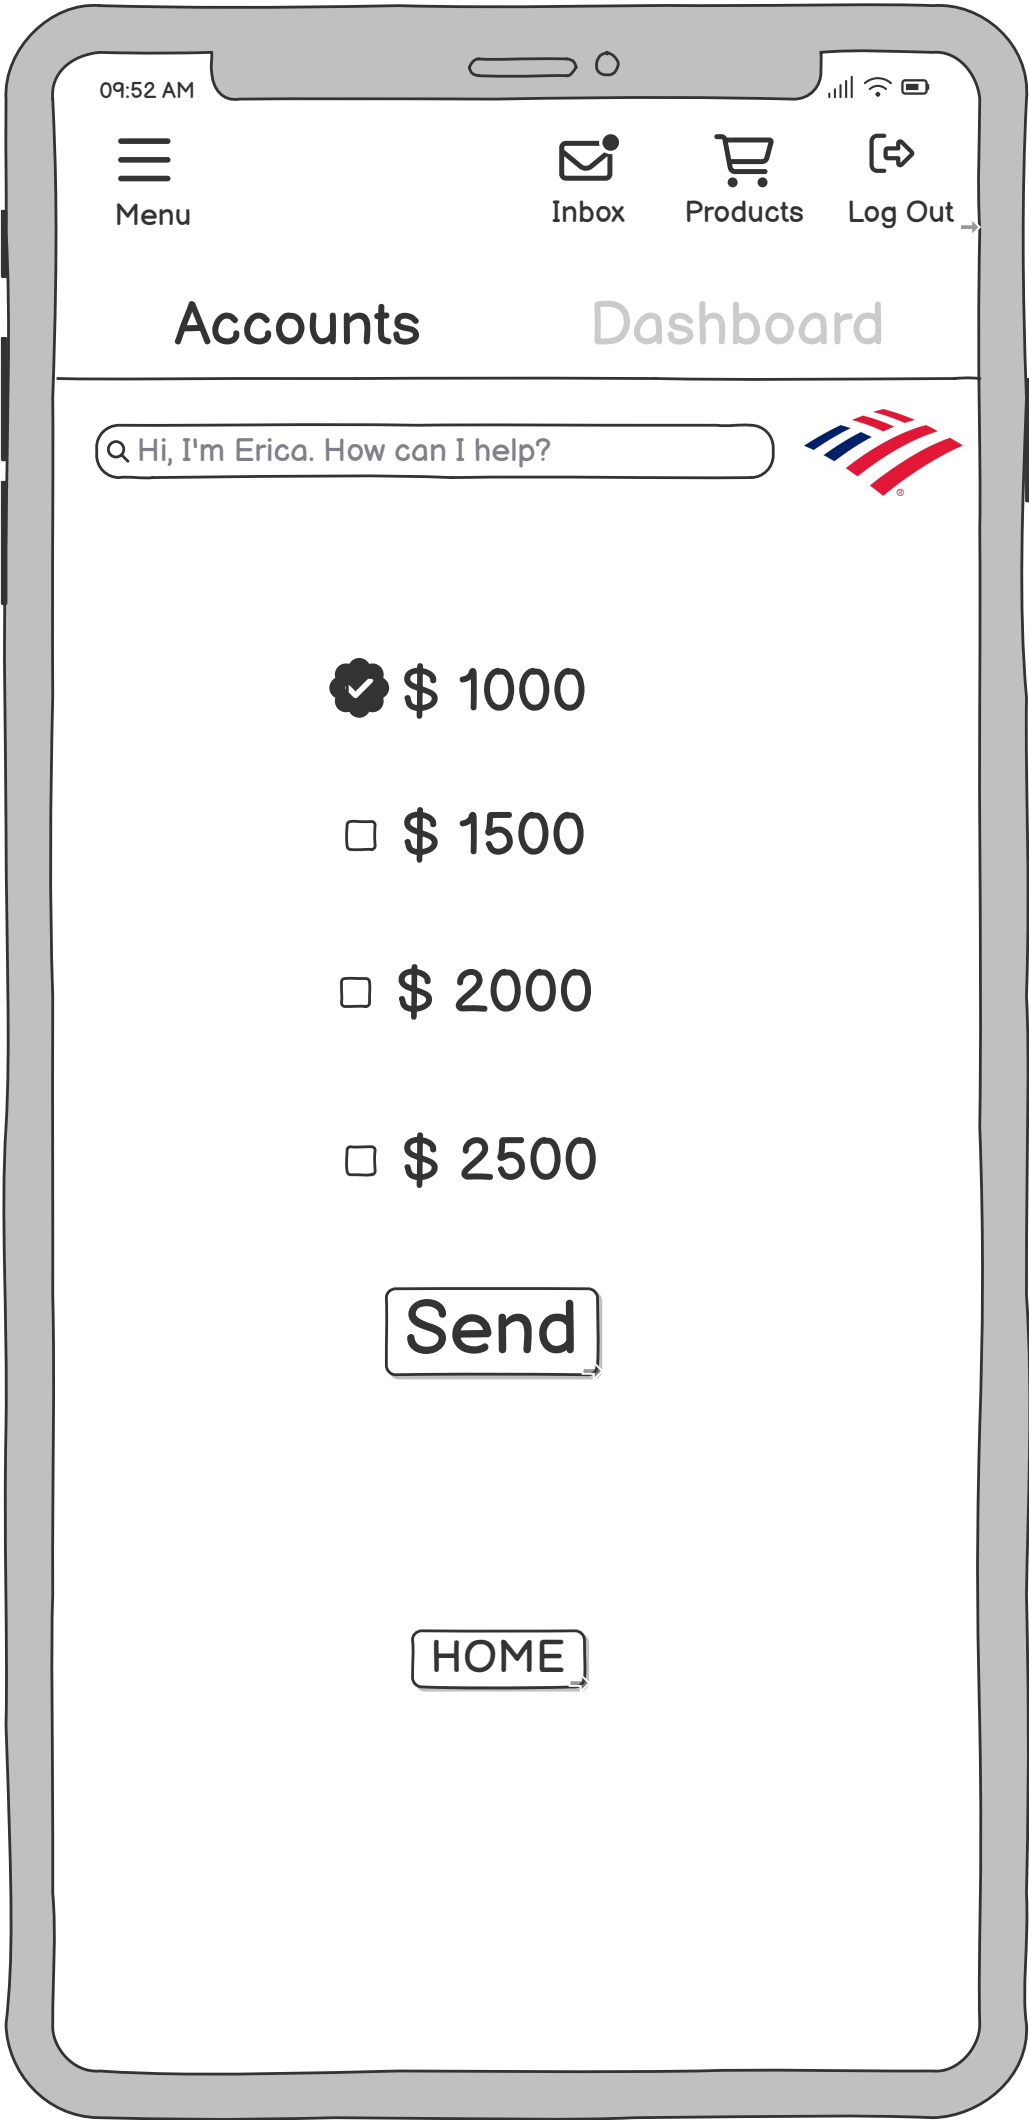 09:52 AM
Menu
Inbox
Products
Log Out
Accounts
Dashboard
Hi, I'm Erica. How can I help?
®
$ 1000
$ 1500
$ 2000
$ 2500
Send
HOME